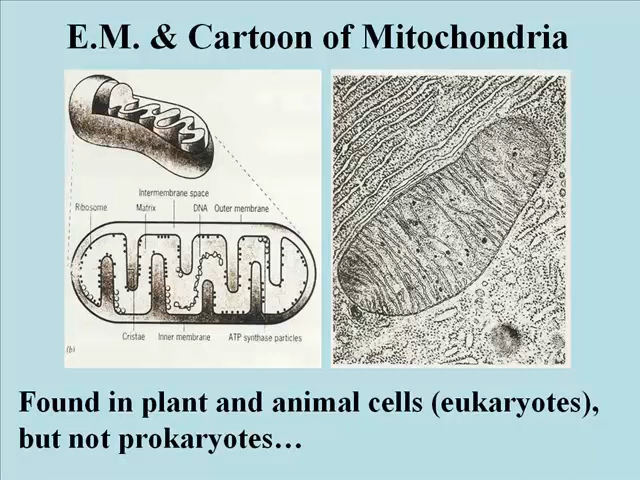 E.M. & Cartoon of Mitochondria
Intermembrane space
Ribosome Matrix DNA Outer membrane
Cristae Inner membrane ATP synthase particles
(b)
Found in plant and animal cells (eukaryotes),
but not prokaryotes…